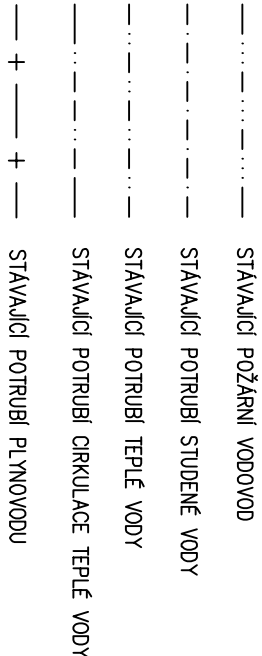 STÁVAJÍCÍ POŽÁRNÍ VODOVOD
STÁVAJÍCÍ POTRUBÍ STUDENÉ VODY
STÁVAJÍCÍ POTRUBÍ TEPLÉ VODY
STÁVAJÍCÍ POTRUBÍ CIRKULACE TEPLÉ VODY
STÁVAJÍCÍ POTRUBÍ PLYNOVODU